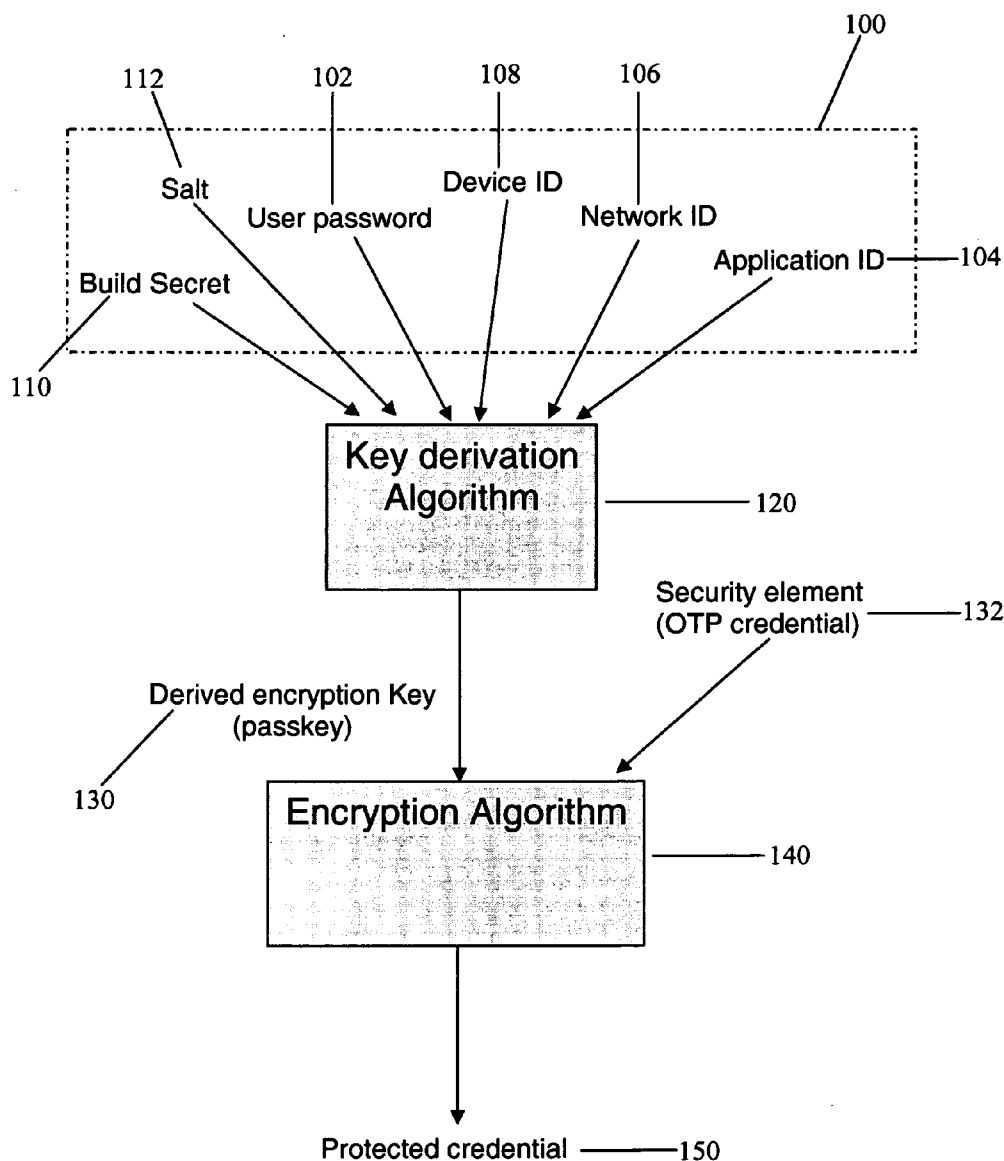 100
112
102
108
106
Salt
User password
Device ID
Network ID
Application ID
104
Build Secret
110
Key derivation
Algorithm
120
Security element
(OTP credential)
132
Derived encryption Key
(passkey)
130
Encryption Algorithm
140
Protected credential
150